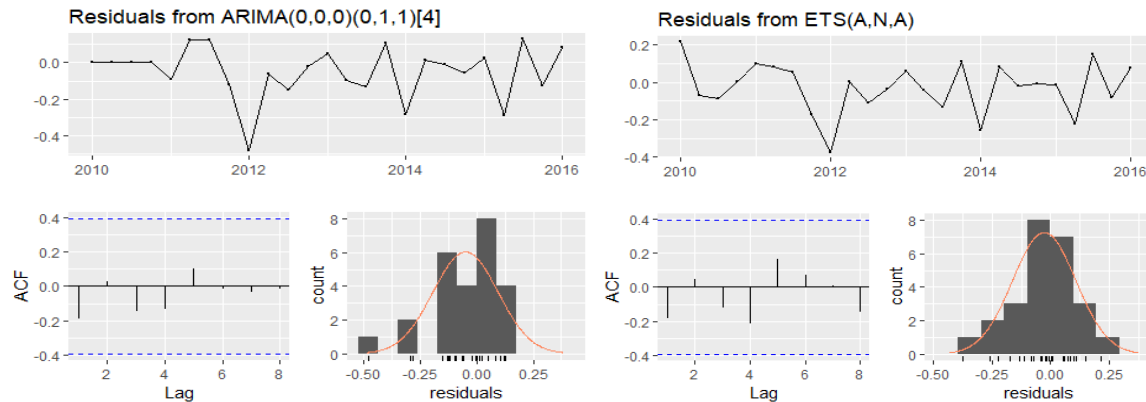 Residuals from ARIMA(0,0,0)(0,1,1)[4]
0.0
-0.2
-0.4
2010 2012 2014 2016
ACF
0.4
0.2
0.0
-0.2
-0.4
2 4 6 8
Lag
count
8
6
4
2
0
-0.50 -0.25 0.00 0.25
residuals
Residuals from ETS(A,N,A)
0.2
0.0
-0.2
-0.4
2010 2012 2014 2016
ACF
0.4
0.2
0.0
-0.2
-0.4
2 4 6 8
Lag
count
8
6
4
2
0
-0.50 -0.25 0.00 0.25
residuals